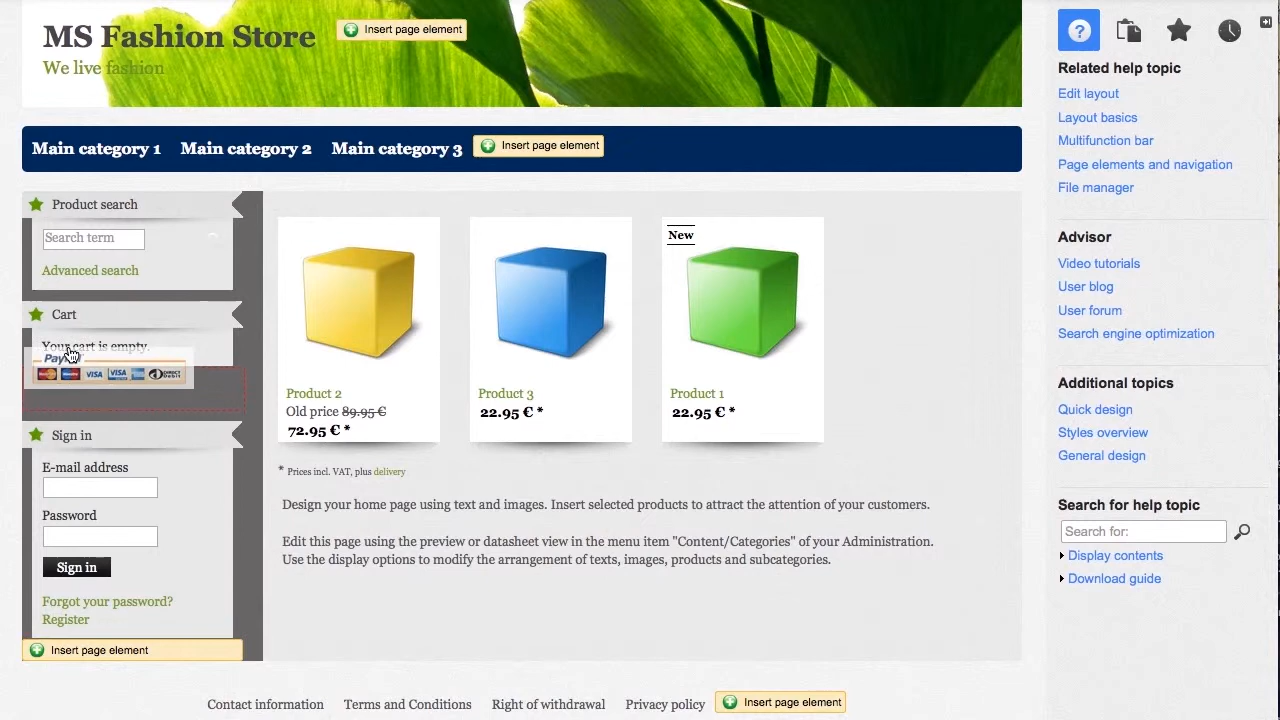 MS Fashion Store
Insert page element
We live fashion
Main category 1
Main category 2
Main category 3
Insert page element
Product search
Search term
Advanced search
Cart
Your cart is empty.
VISA
VISA
DIRECT
Debit
Sign in
E-mail address
Password
Sign in
Forgot your password?
Register
Insert page element
New
Product 2
Old price 89.95 €
72.95 € *
Product 3
22.95 € *
Product 1
22.95 € *
* Prices incl. VAT, plus delivery
Design your home page using text and images. Insert selected products to attract the attention of your customers.
Edit this page using the preview or datasheet view in the menu item "Content/Categories" of your Administration.
Use the display options to modify the arrangement of texts, images, products and subcategories.
Contact information
Terms and Conditions
Right of withdrawal
Privacy policy
Insert page element
?
Related help topic
Edit layout
Layout basics
Multifunction bar
Page elements and navigation
File manager
Advisor
Video tutorials
User blog
User forum
Search engine optimization
Additional topics
Quick design
Styles overview
General design
Search for help topic
Search for:
Display contents
Download guide